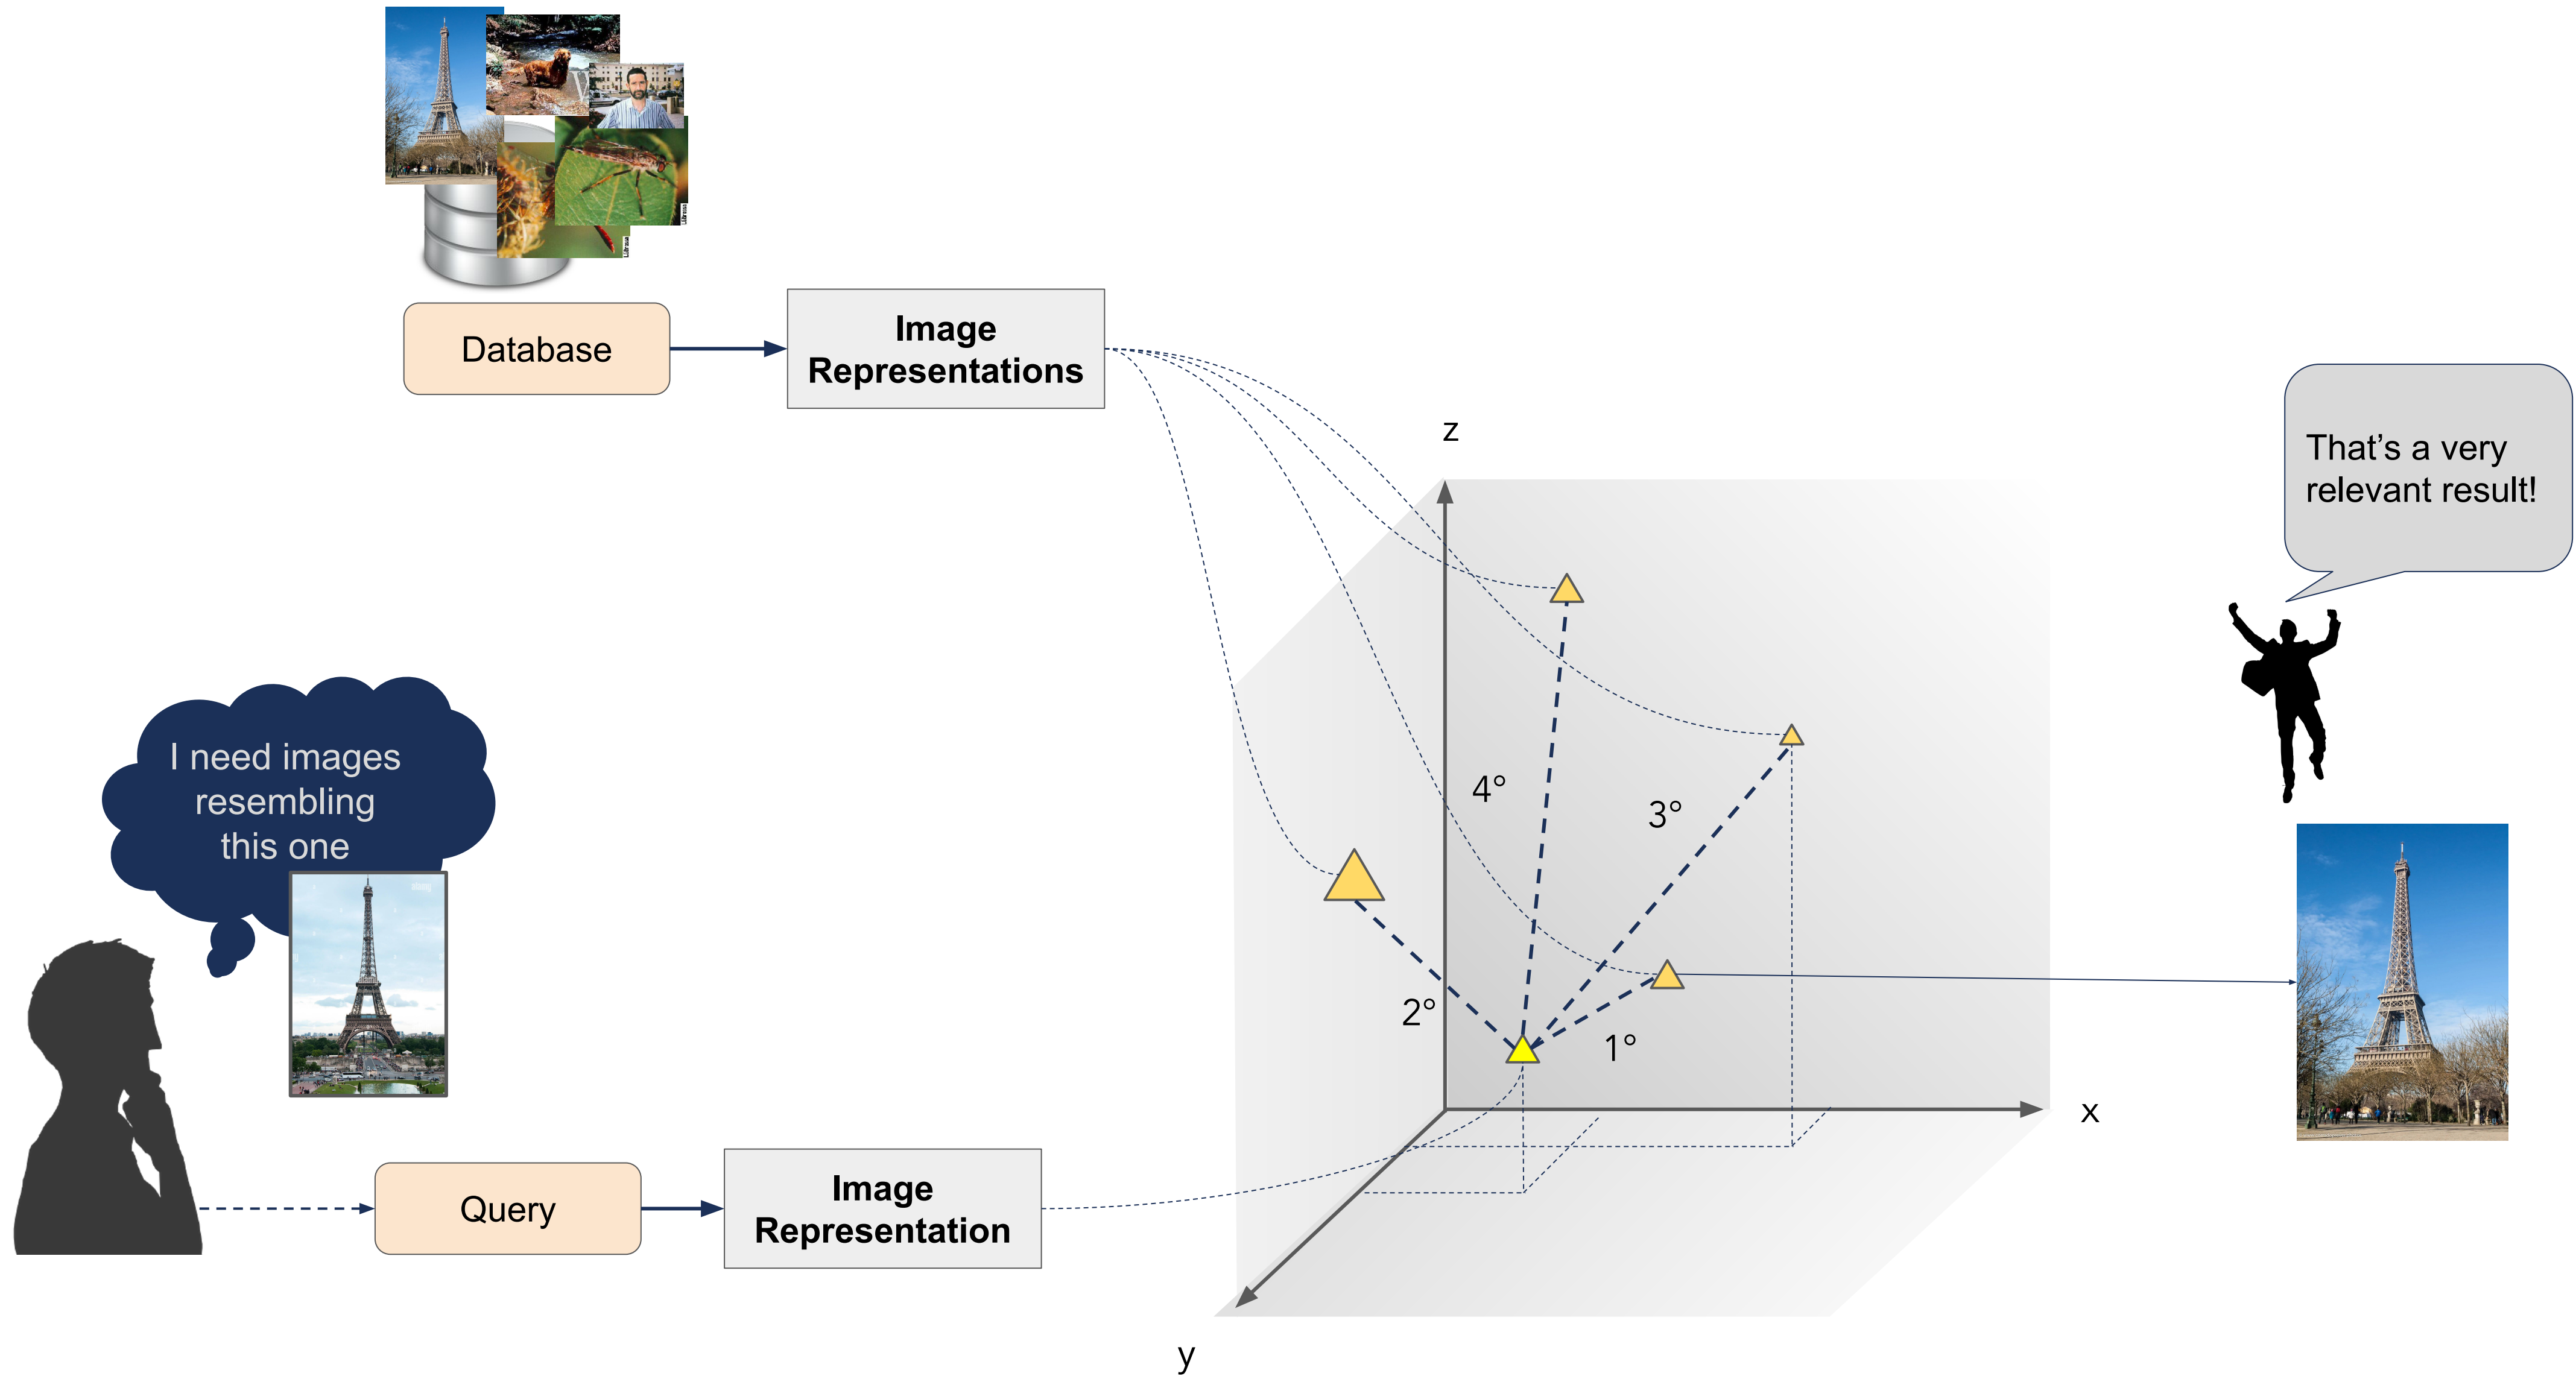 Database
Image
Representations
z
That’s a very
relevant result!
I need images
resembling
this one
4°
3°
2°
1°
x
Query
Image
Representation
y